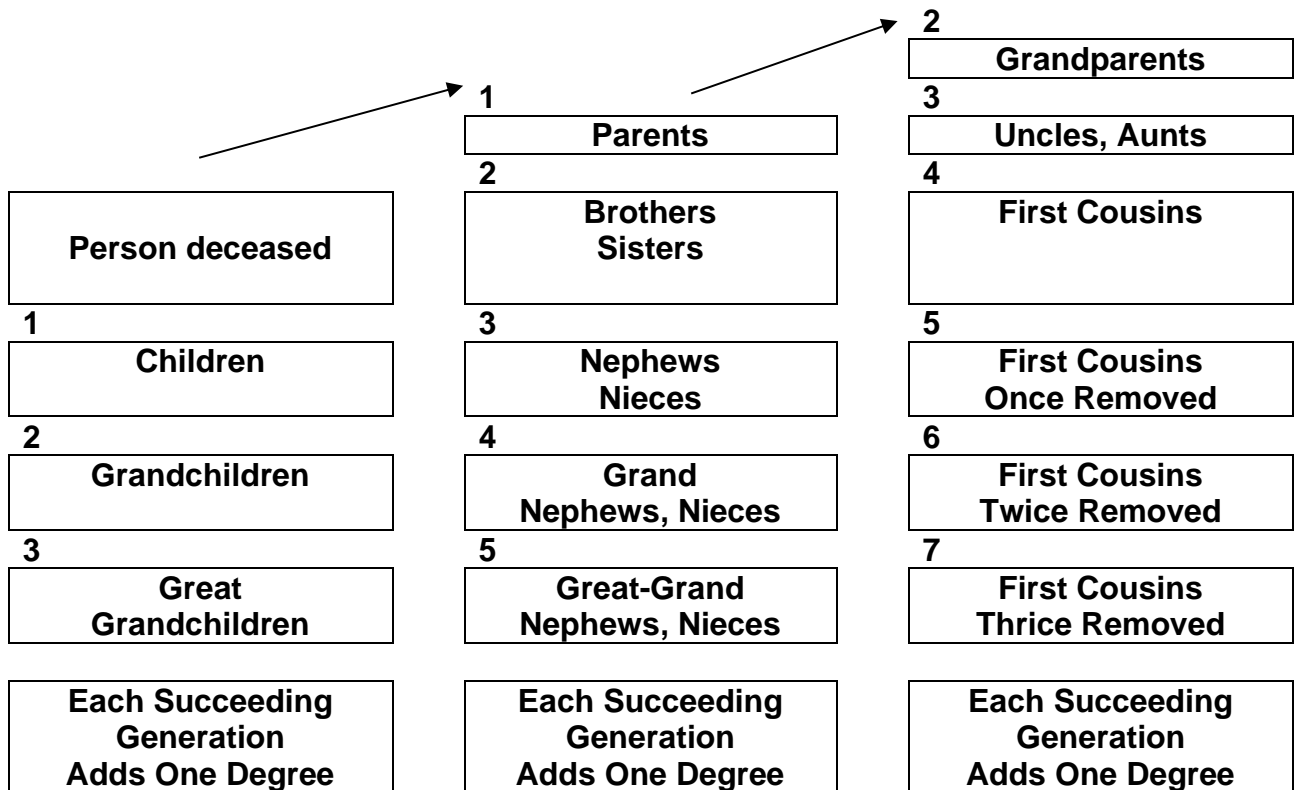 2
Grandparents
1
3
Parents
Uncles, Aunts
2
4
Person deceased
Brothers
Sisters
First Cousins
1
3
5
Children
Nephews
Nieces
First Cousins
Once Removed
2
4
6
Grandchildren
Grand
Nephews, Nieces
First Cousins
Twice Removed
3
5
7
Great
Grandchildren
Great-Grand
Nephews, Nieces
First Cousins
Thrice Removed
Each Succeeding
Generation
Adds One Degree
Each Succeeding
Generation
Adds One Degree
Each Succeeding
Generation
Adds One Degree